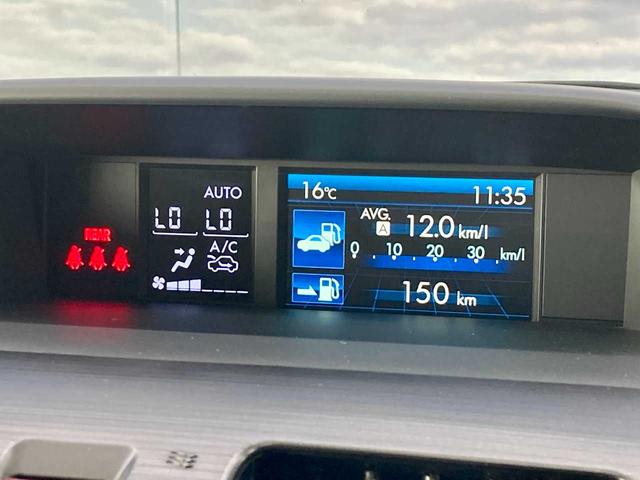 16℃ 11:35
AUTO
LO LO
AVG. A 12.0 km/l
REAR
A/C
0 10 20 30 km/l
150 km